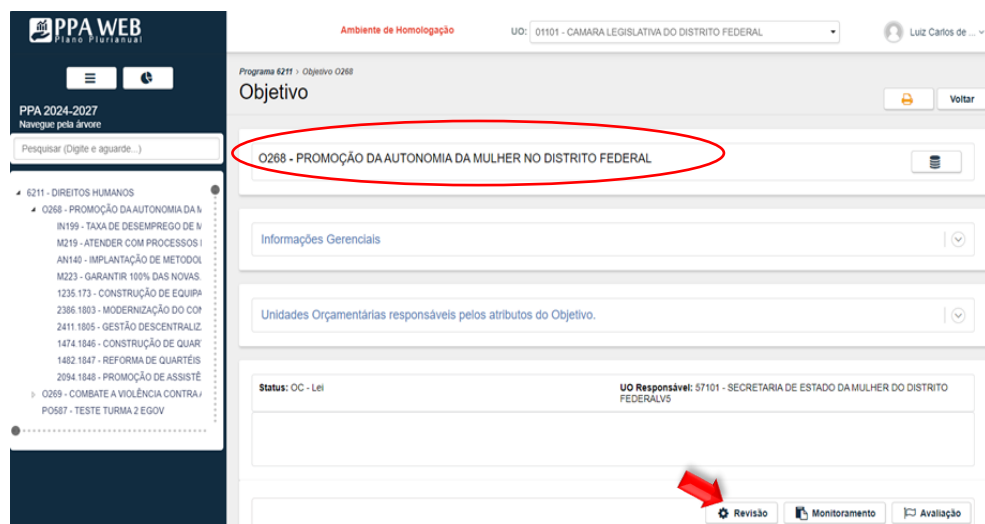 PPA WEB
Plano Plurianual
PPA 2024-2027
Navegue pela árvore
Pesquisar (Digite e aguarde...)
6211 - DIREITOS HUMANOS
O268 - PROMOÇÃO DA AUTONOMIA DA M
IN199 - TAXA DE DESEMPREGO DE M
M219 - ATENDER COM PROCESSOS
AN140 - IMPLANTAÇÃO DE METODOL
M223 - GARANTIR 100% DAS NOVAS
1235.173 - CONSTRUÇÃO DE EQUIPA
2386.1803 - MODERNIZAÇÃO DO CO
2411.1805 - GESTÃO DESCENTRALIZ
1474.1846 - CONSTRUÇÃO DE QUAR
1482.1847 - REFORMA DE QUARTÉIS
2094.1848 - PROMOÇÃO DE ASSISTÊ
O269 - COMBATE A VIOLÊNCIA CONTRA
PO587 - TESTE TURMA 2 EGOV
Ambiente de Homologação
UO: 01101 - CAMARA LEGISLATIVA DO DISTRITO FEDERAL
Luiz Carlos de ...
Programa 6211 > Objetivo O268
Objetivo
Voltar
O268 - PROMOÇÃO DA AUTONOMIA DA MULHER NO DISTRITO FEDERAL
Informações Gerenciais
Unidades Orçamentárias responsáveis pelos atributos do Objetivo.
Status: OC - Lei
UO Responsável: 57101 - SECRETARIA DE ESTADO DA MULHER DO DISTRITO
FEDERALV5
Revisão
Monitoramento
Avaliação